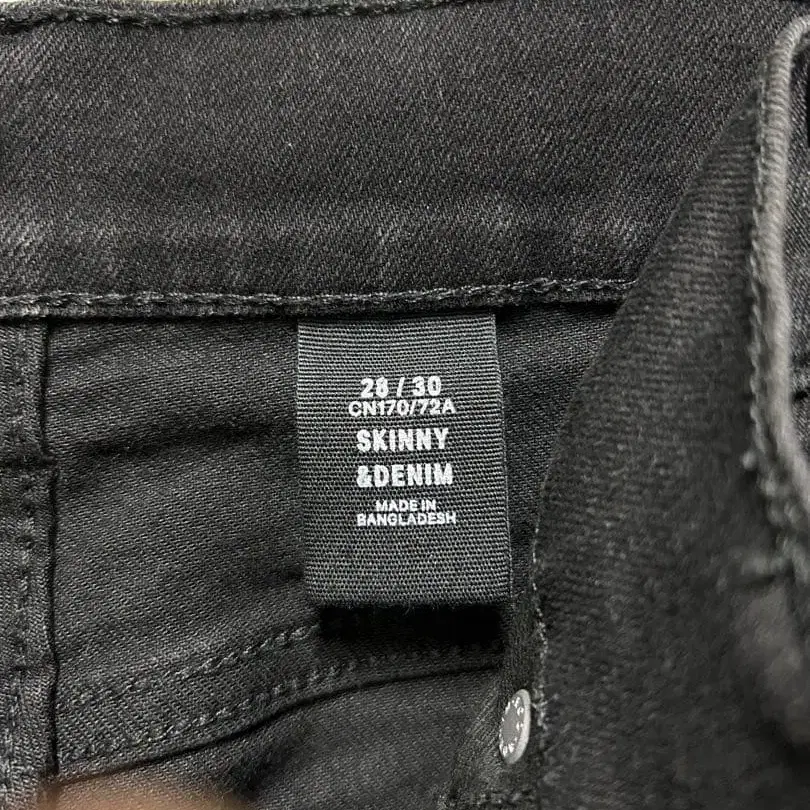 28 / 30
CN170/72A
SKINNY
&DENIM
MADE IN
BANGLADESH